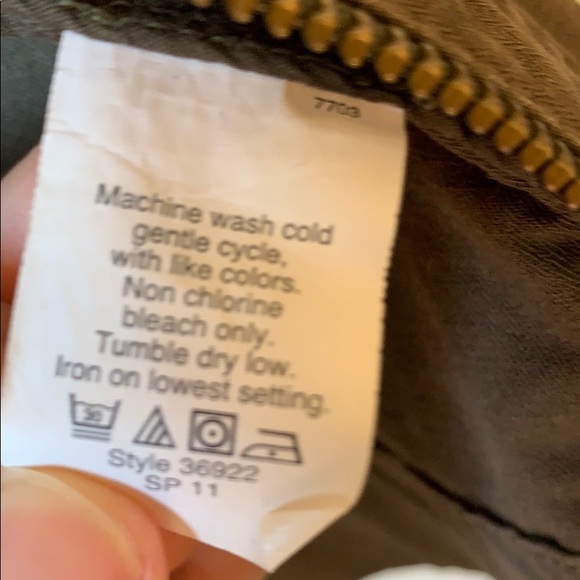 7703
Machine wash cold
gentle cycle,
with like colors.
Non chlorine
bleach only.
Tumble dry low.
Iron on lowest setting.
30
Style 36922
SP 11